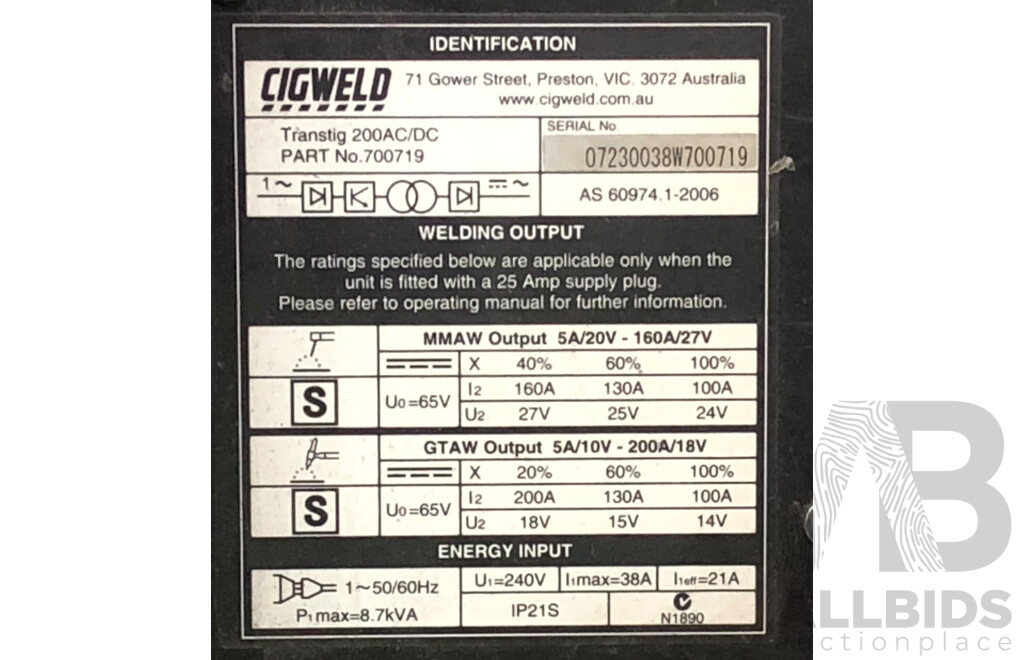 IDENTIFICATION
CIGWELD
71 Gower Street, Preston, VIC. 3072 Australia
www.cigweld.com.au
Transtig 200AC/DC
PART No.700719
SERIAL No.
07230038W700719
1~
AS 60974.1-2006
WELDING OUTPUT
The ratings specified below are applicable only when the
unit is fitted with a 25 Amp supply plug.
Please refer to operating manual for further information.
MMAW Output 5A/20V - 160A/27V
X 40% 60% 100%
S
U0=65V
I2 160A 130A 100A
U2 27V 25V 24V
GTAW Output 5A/10V - 200A/18V
X 20% 60% 100%
S
U0=65V
I2 200A 130A 100A
U2 18V 15V 14V
ENERGY INPUT
1~50/60Hz
P1 max=8.7kVA
U1=240V I1max=38A I1eff=21A
IP21S
N1890
AB
ALLBIDS
auctionplace